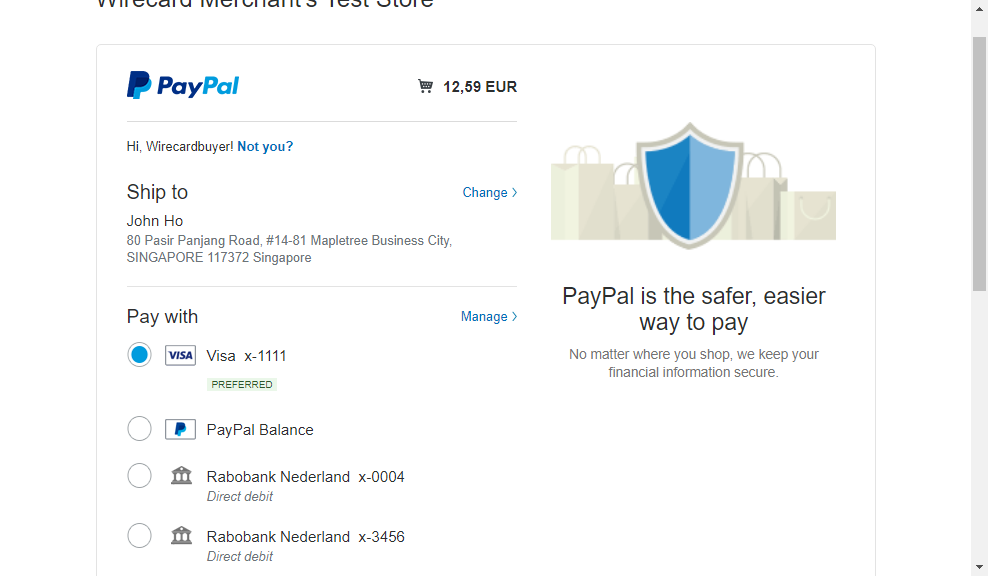 Wirecard Merchant's Test Store
PayPal
12,59 EUR
Hi, Wirecardbuyer! Not you?
Ship to
Change
John Ho
80 Pasir Panjang Road, #14-81 Mapletree Business City,
SINGAPORE 117372 Singapore
Pay with
Manage
VISA Visa x-1111
PREFERRED
PayPal Balance
Rabobank Nederland x-0004
Direct debit
Rabobank Nederland x-3456
Direct debit
PayPal is the safer, easier
way to pay
No matter where you shop, we keep your
financial information secure.